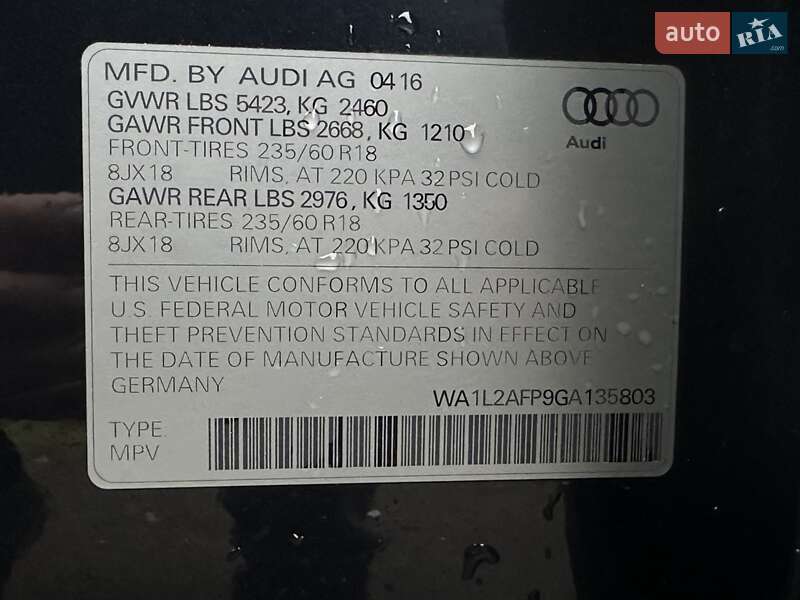 auto RIA
.com
MFD. BY AUDI AG 04 16
GVWR LBS 5423, KG 2460
GAWR FRONT LBS 2668, KG 1210
FRONT-TIRES 235/60 R18
8JX18 RIMS, AT 220 KPA 32 PSI COLD
GAWR REAR LBS 2976, KG 1350
REAR-TIRES 235/60 R18
8JX18 RIMS, AT 220 KPA 32 PSI COLD
Audi
THIS VEHICLE CONFORMS TO ALL APPLICABLE
U.S. FEDERAL MOTOR VEHICLE SAFETY AND
THEFT PREVENTION STANDARDS IN EFFECT ON
THE DATE OF MANUFACTURE SHOWN ABOVE
GERMANY
WA1L2AFP9GA135803
TYPE:
MPV